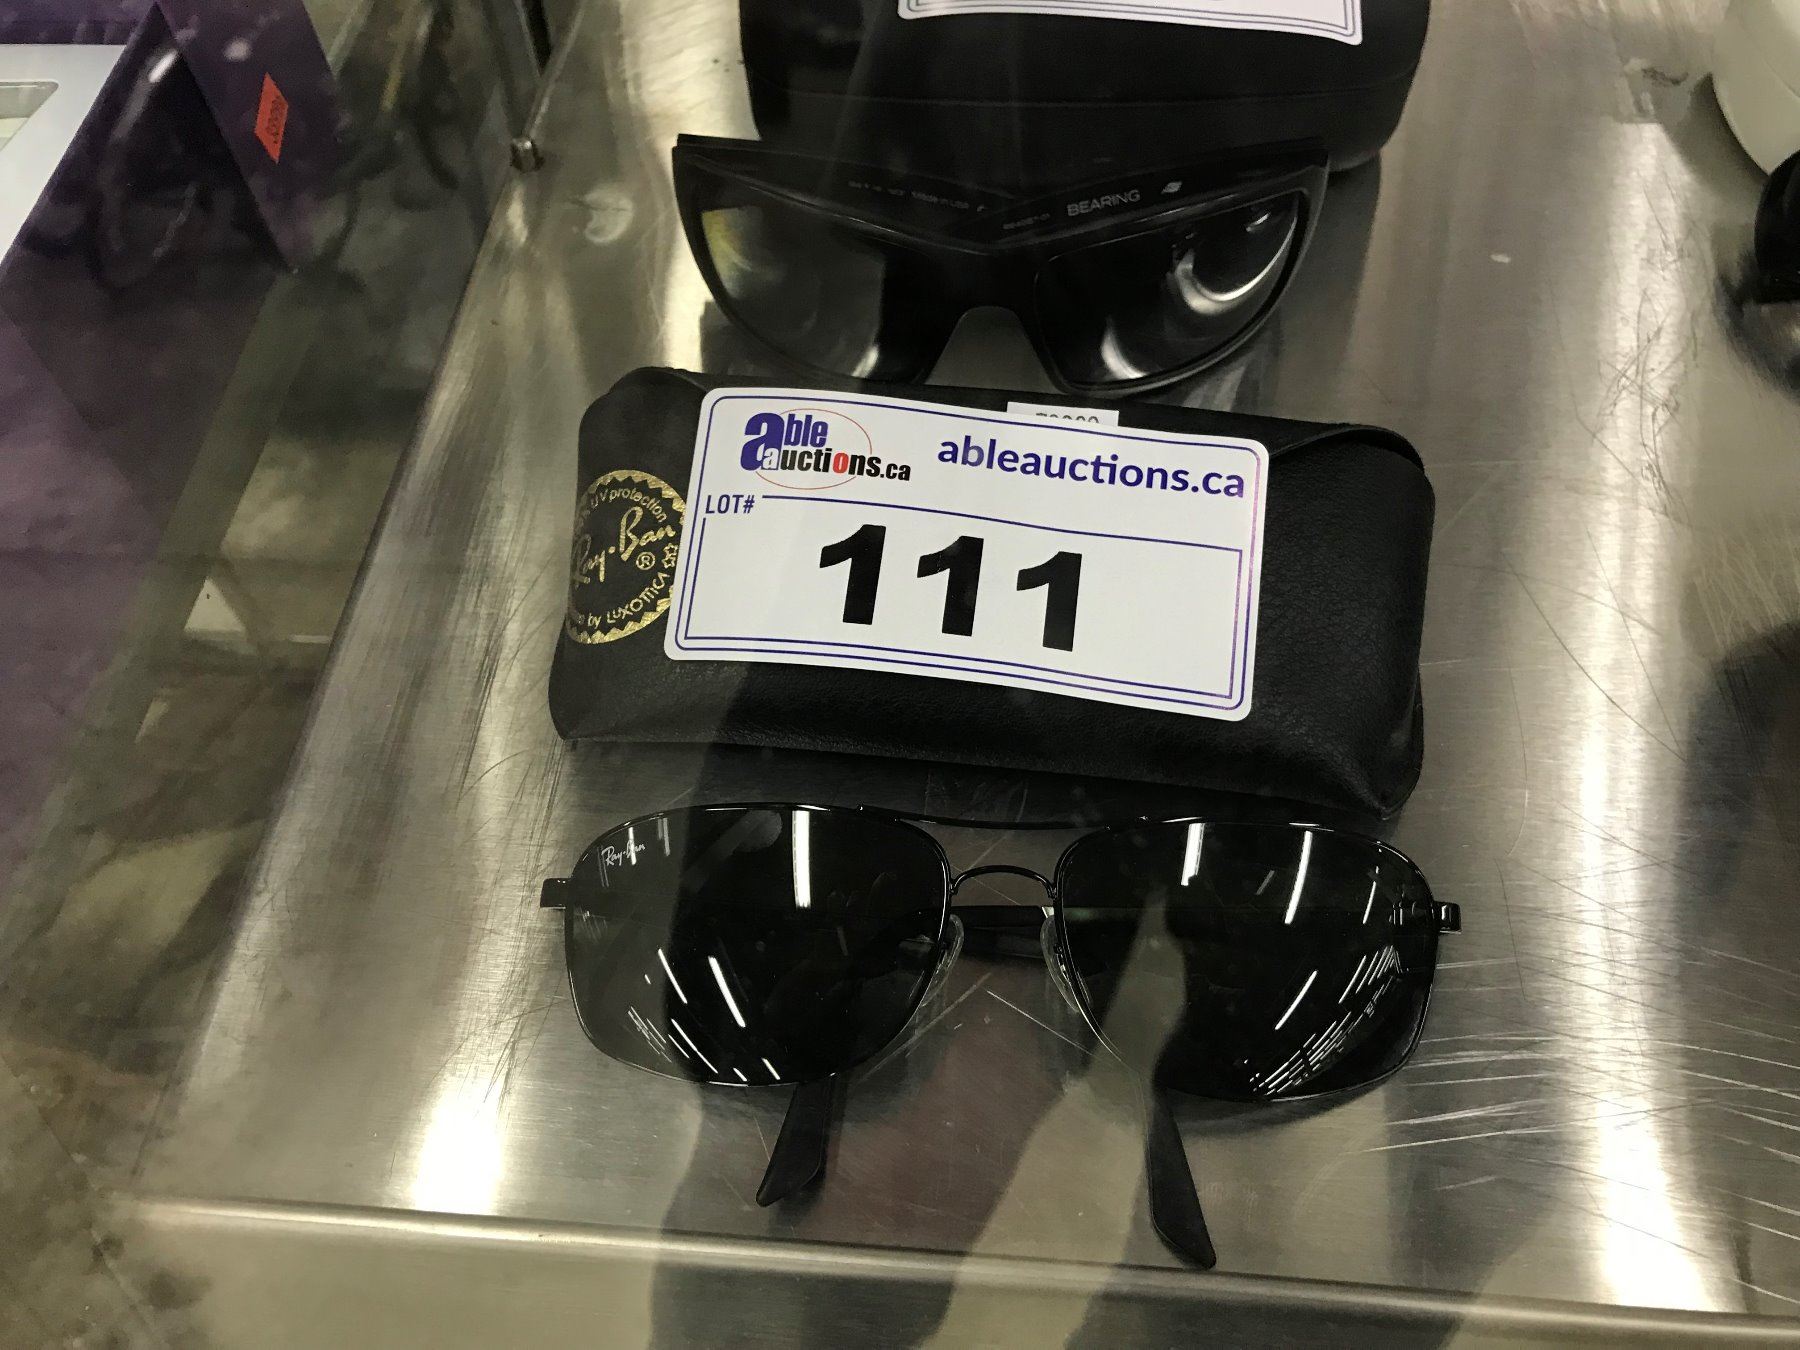 BEARING
able
auctions.ca
ableauctions.ca
LOT#
111
UV protection
Ray-Ban
®
by LUXOTTICA
Ray-Ban